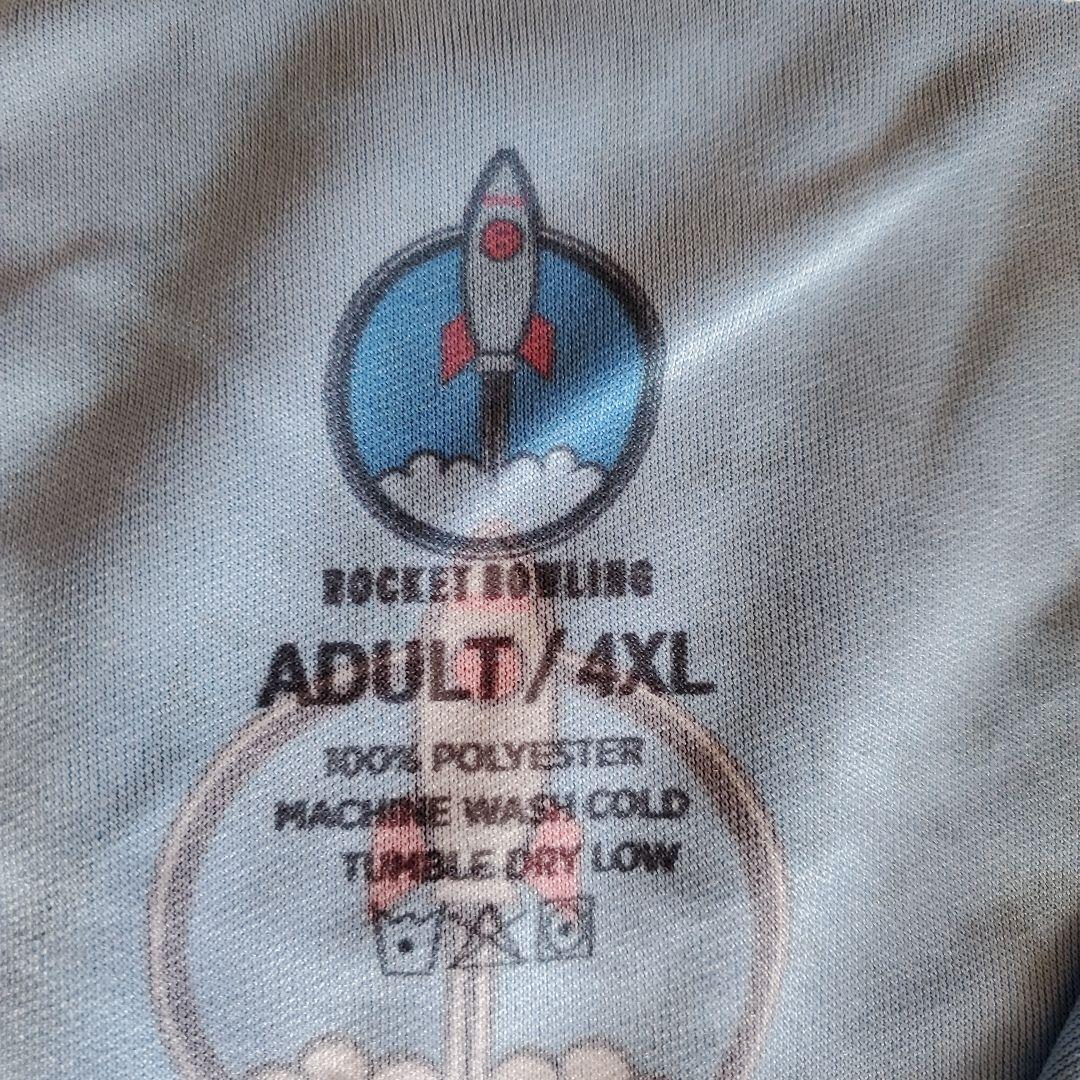 ROCKET BOWLING
ADULT / 4XL
100% POLYESTER
MACHINE WASH COLD
TUMBLE DRY LOW